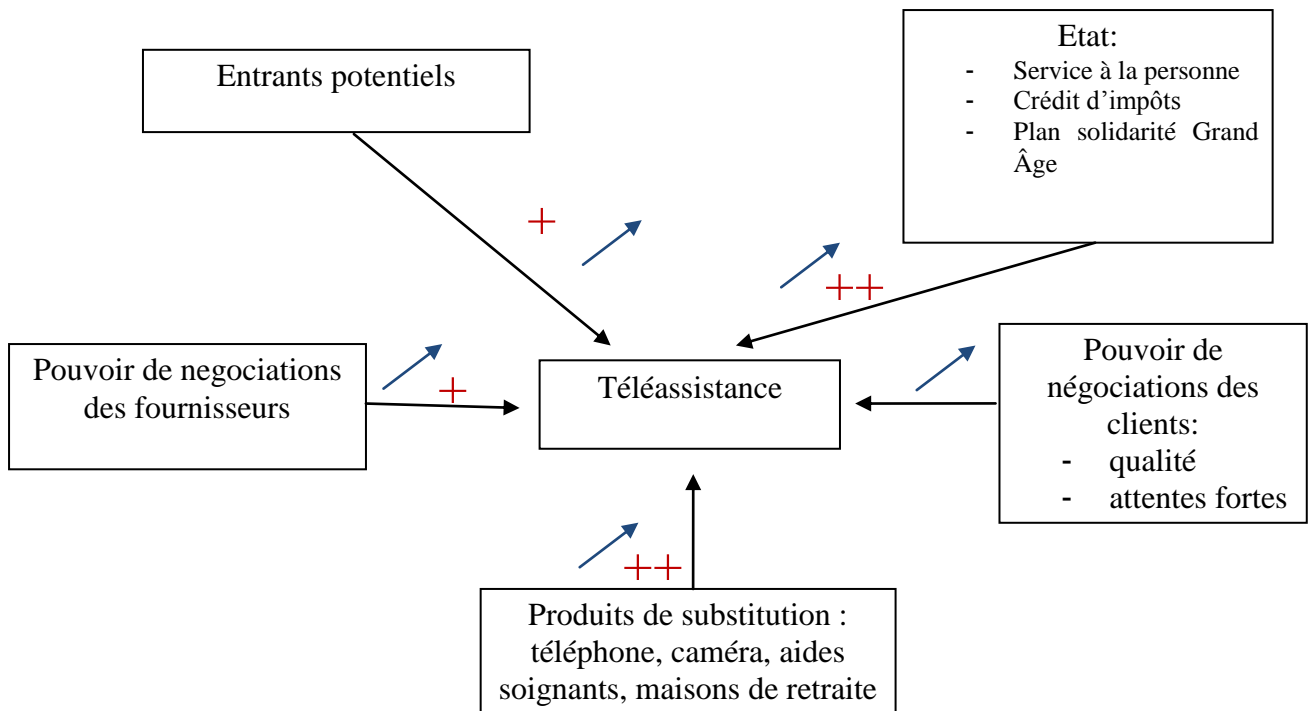 Entrants potentiels
Etat:
- Service à la personne
- Crédit d’impôts
- Plan solidarité Grand
Âge
+
++
Pouvoir de negociations
des fournisseurs
+
Téléassistance
Pouvoir de
négociations des
clients:
- qualité
- attentes fortes
++
Produits de substitution :
téléphone, caméra, aides
soignants, maisons de retraite